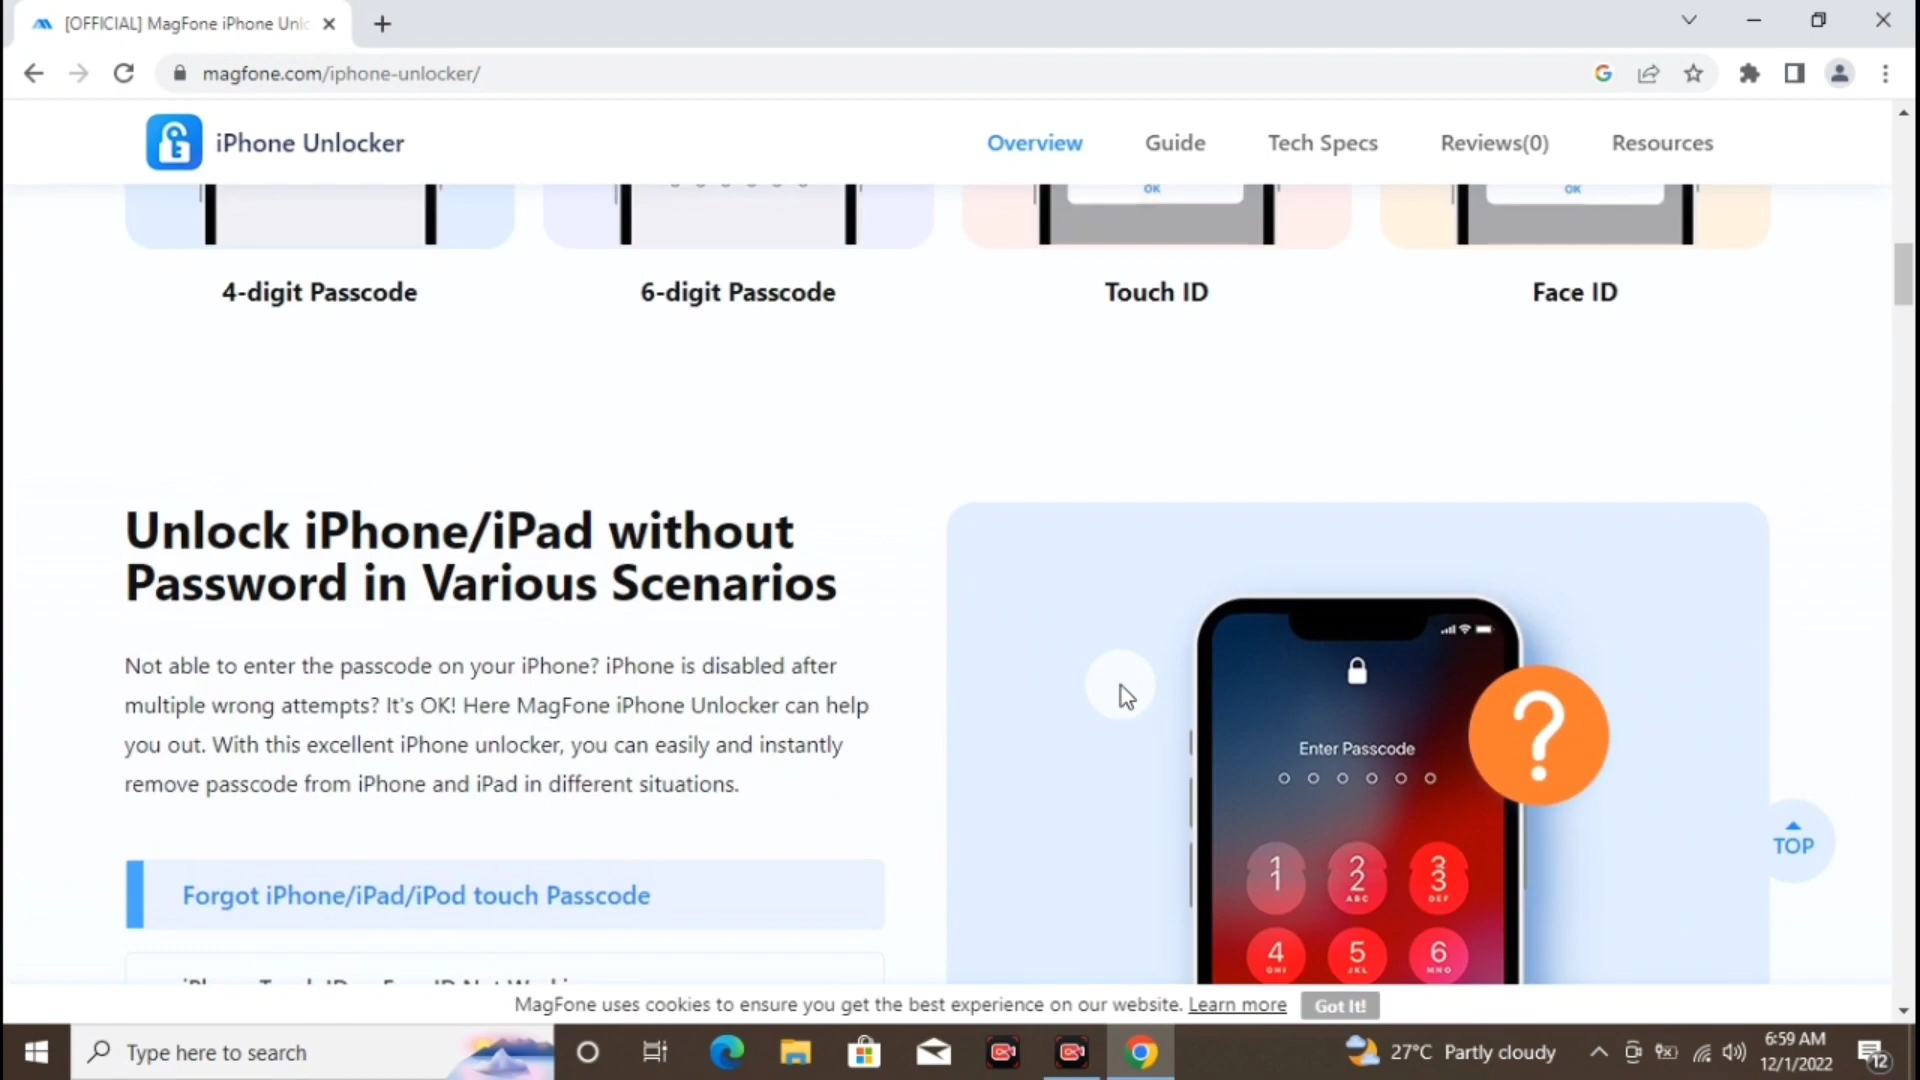 [OFFICIAL] MagFone iPhone Unlo
magfone.com/iphone-unlocker/
iPhone Unlocker
Overview
Guide
Tech Specs
Reviews(0)
Resources
OK
OK
4-digit Passcode
6-digit Passcode
Touch ID
Face ID
Unlock iPhone/iPad without
Password in Various Scenarios
Not able to enter the passcode on your iPhone? iPhone is disabled after
multiple wrong attempts? It's OK! Here MagFone iPhone Unlocker can help
you out. With this excellent iPhone unlocker, you can easily and instantly
remove passcode from iPhone and iPad in different situations.
Forgot iPhone/iPad/iPod touch Passcode
Enter Passcode
?
1
2
ABC
3
DEF
4
GHI
5
JKL
6
MNO
TOP
MagFone uses cookies to ensure you get the best experience on our website. Learn more
Got It!
Type here to search
27°C Partly cloudy
6:59 AM
12/1/2022
12